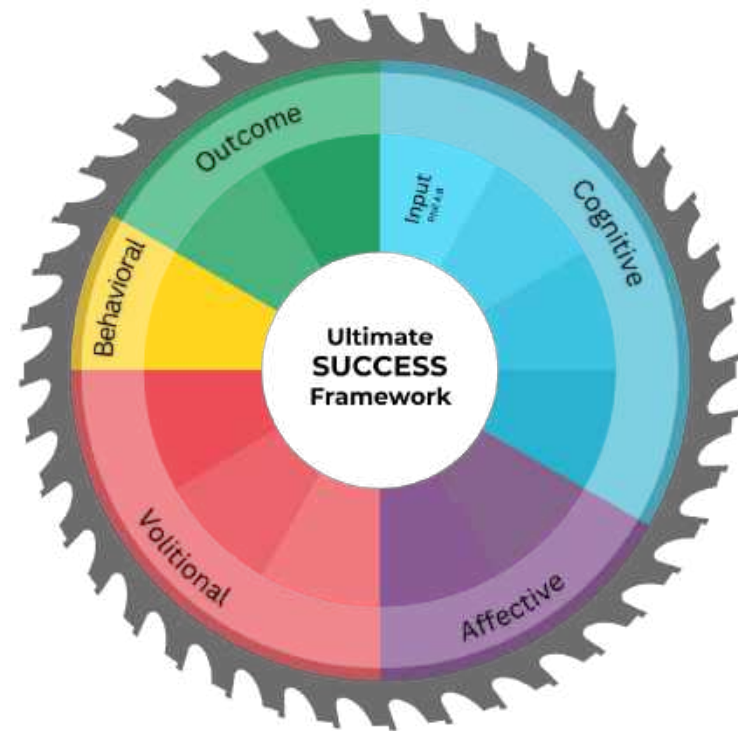 Ultimate
SUCCESS
Framework
Input
Cognitive
Affective
Volitional
Behavioral
Outcome